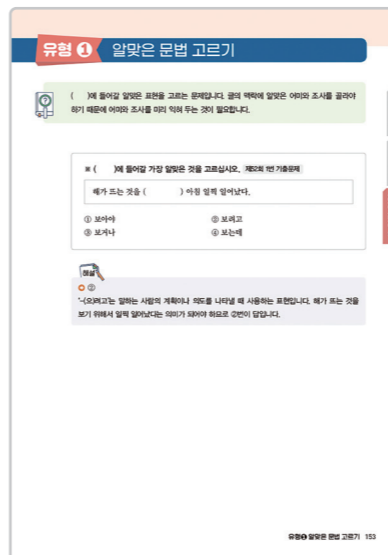 유형 ❶ 알맞은 문법 고르기
(      )에 들어갈 알맞은 표현을 고르는 문제입니다. 글의 맥락에 알맞은 어미와 조사를 골라야
하기 때문에 어미와 조사를 미리 익혀 두는 것이 필요합니다.
※ (      )에 들어갈 가장 알맞은 것을 고르십시오. 제52회 1번 기출문제
해가 뜨는 것을 (            ) 아침 일찍 일어났다.
① 보아야 ② 보려고
③ 보거나 ④ 보는데
해설
②
'-(으)려고'는 말하는 사람의 계획이나 의도를 나타낼 때 사용하는 표현입니다. 해가 뜨는 것을
보기 위해서 일찍 일어났다는 의미가 되어야 하므로 ②번이 답입니다.
유형❶ 알맞은 문법 고르기 153